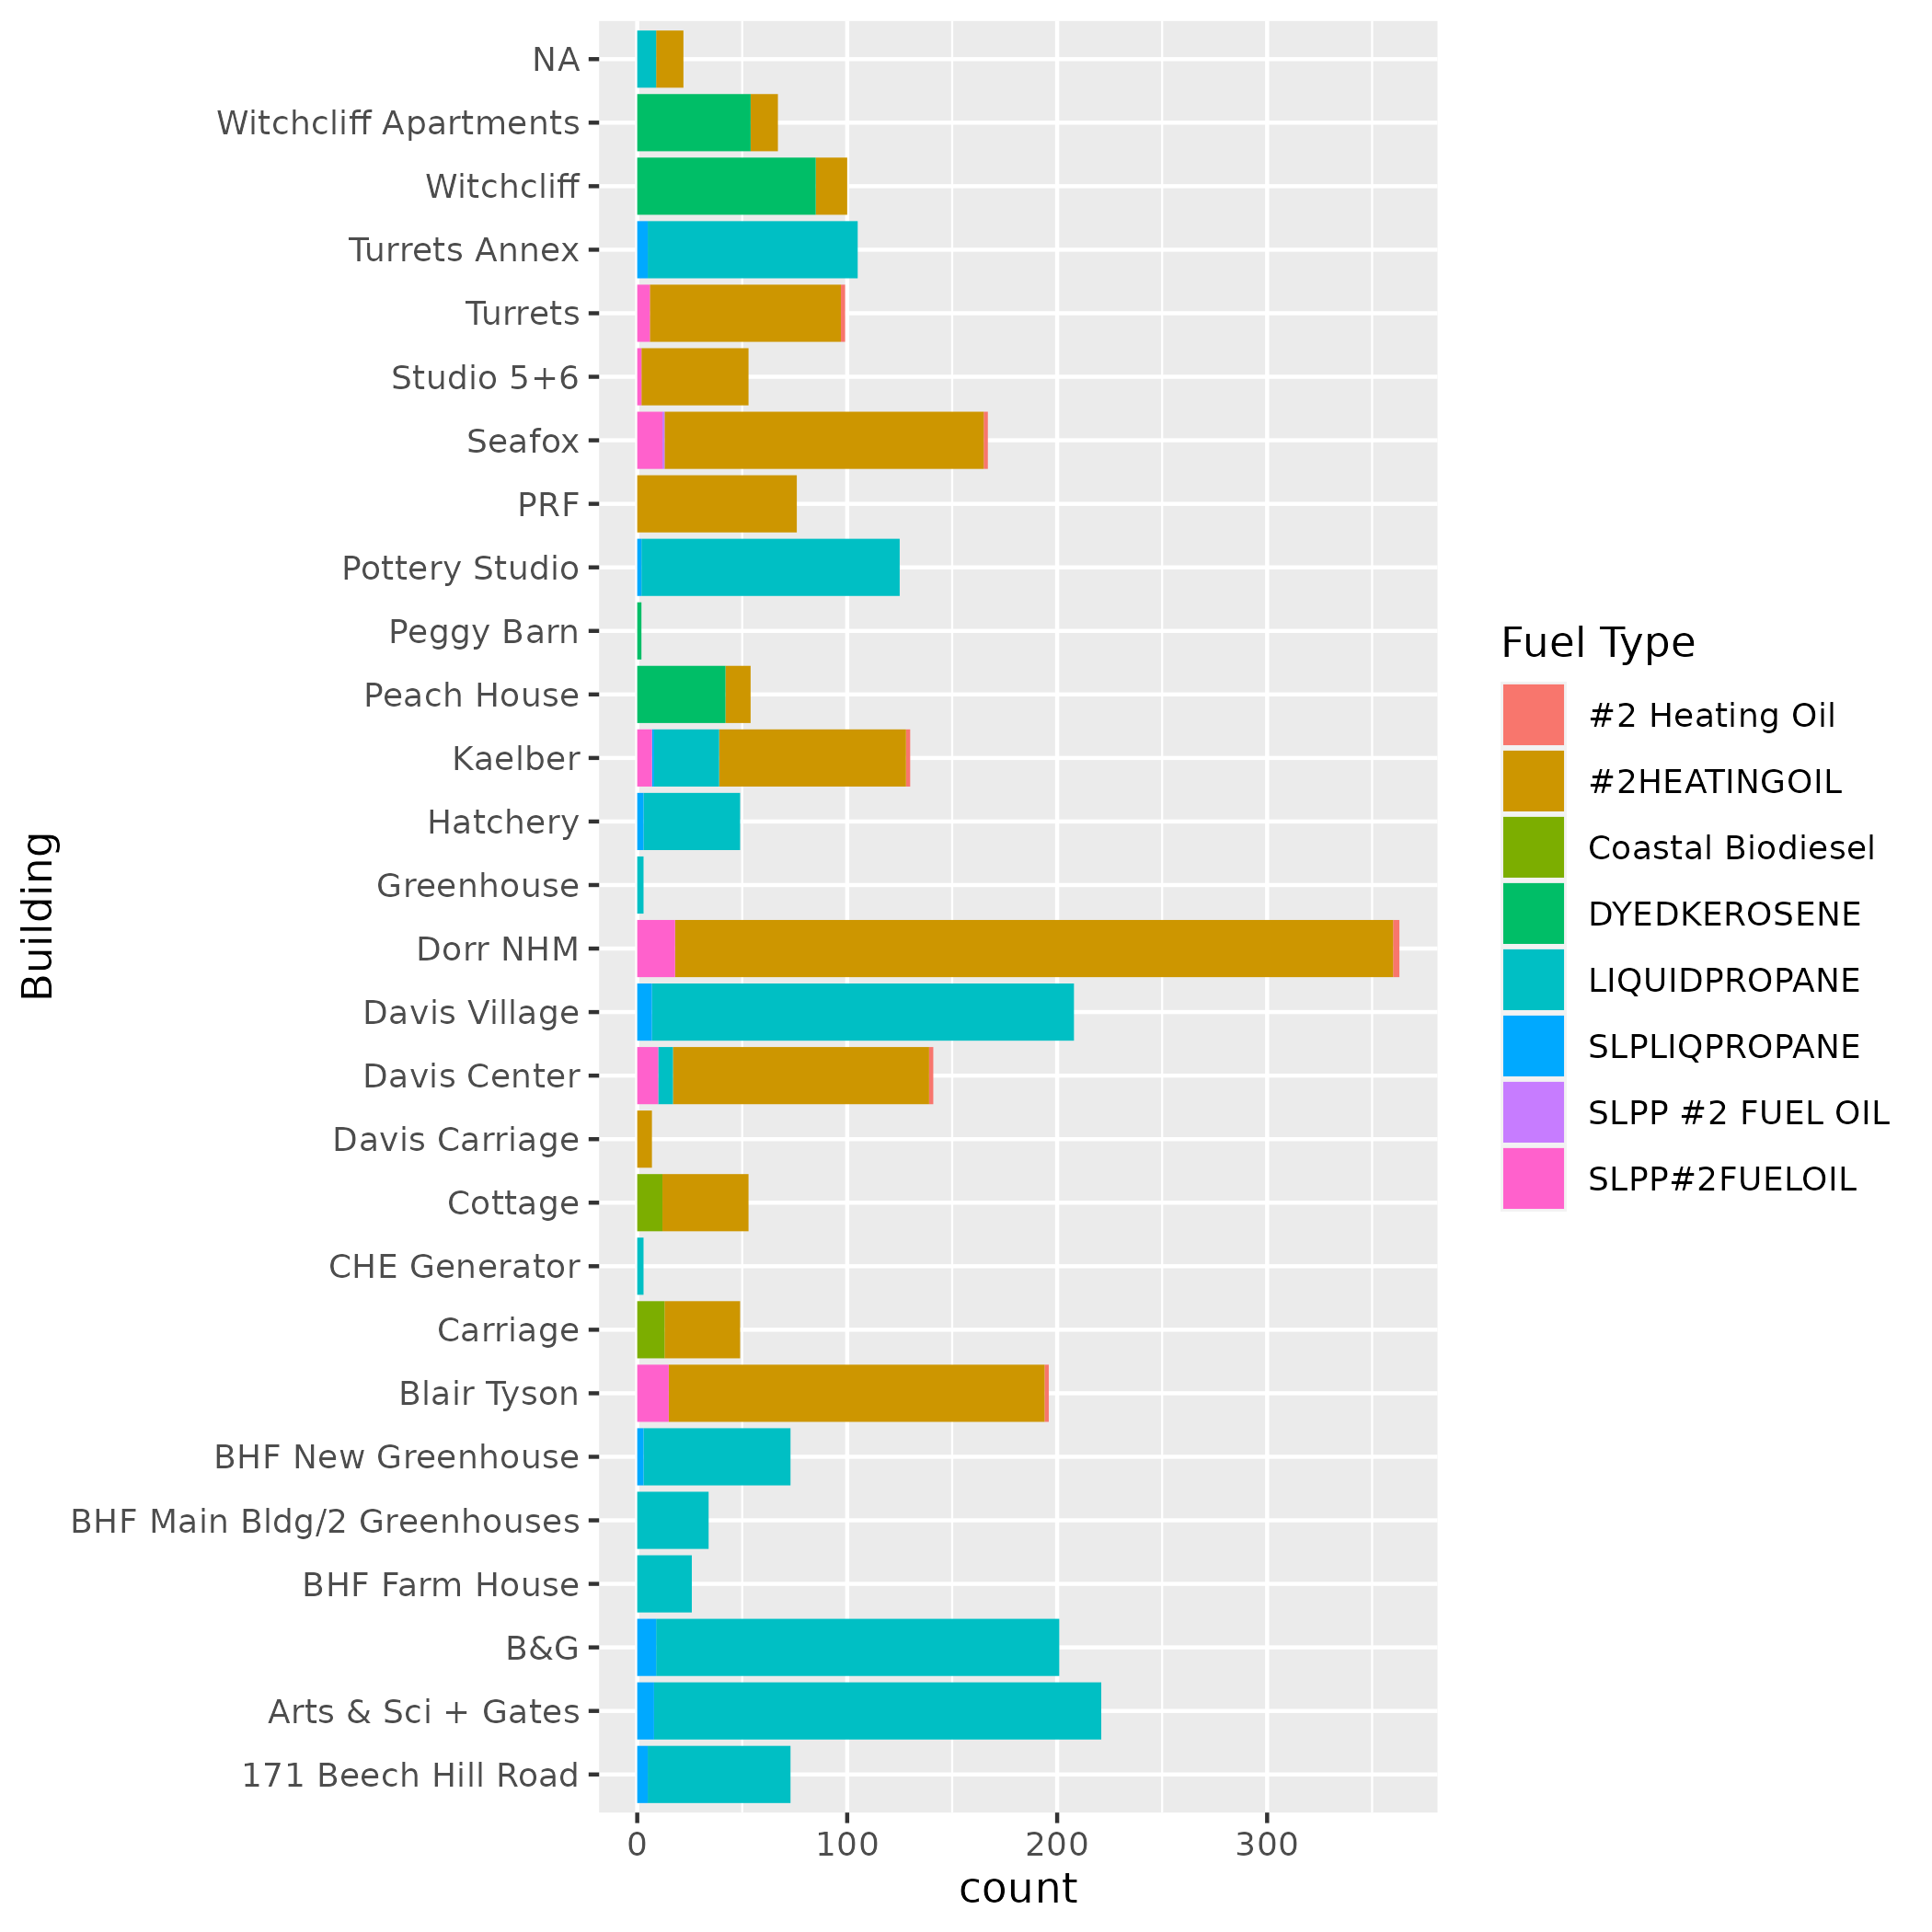 NA
Witchcliff Apartments
Witchcliff
Turrets Annex
Turrets
Studio 5+6
Seafox
PRF
Pottery Studio
Peggy Barn
Peach House
Kaelber
Hatchery
Greenhouse
Dorr NHM
Davis Village
Davis Center
Davis Carriage
Cottage
CHE Generator
Carriage
Blair Tyson
BHF New Greenhouse
BHF Main Bldg/2 Greenhouses
BHF Farm House
B&G
Arts & Sci + Gates
171 Beech Hill Road
Building
0 100 200 300
count
Fuel Type
#2 Heating Oil
#2HEATINGOIL
Coastal Biodiesel
DYEDKEROSENE
LIQUIDPROPANE
SLPLIQPROPANE
SLPP #2 FUEL OIL
SLPP#2FUELOIL